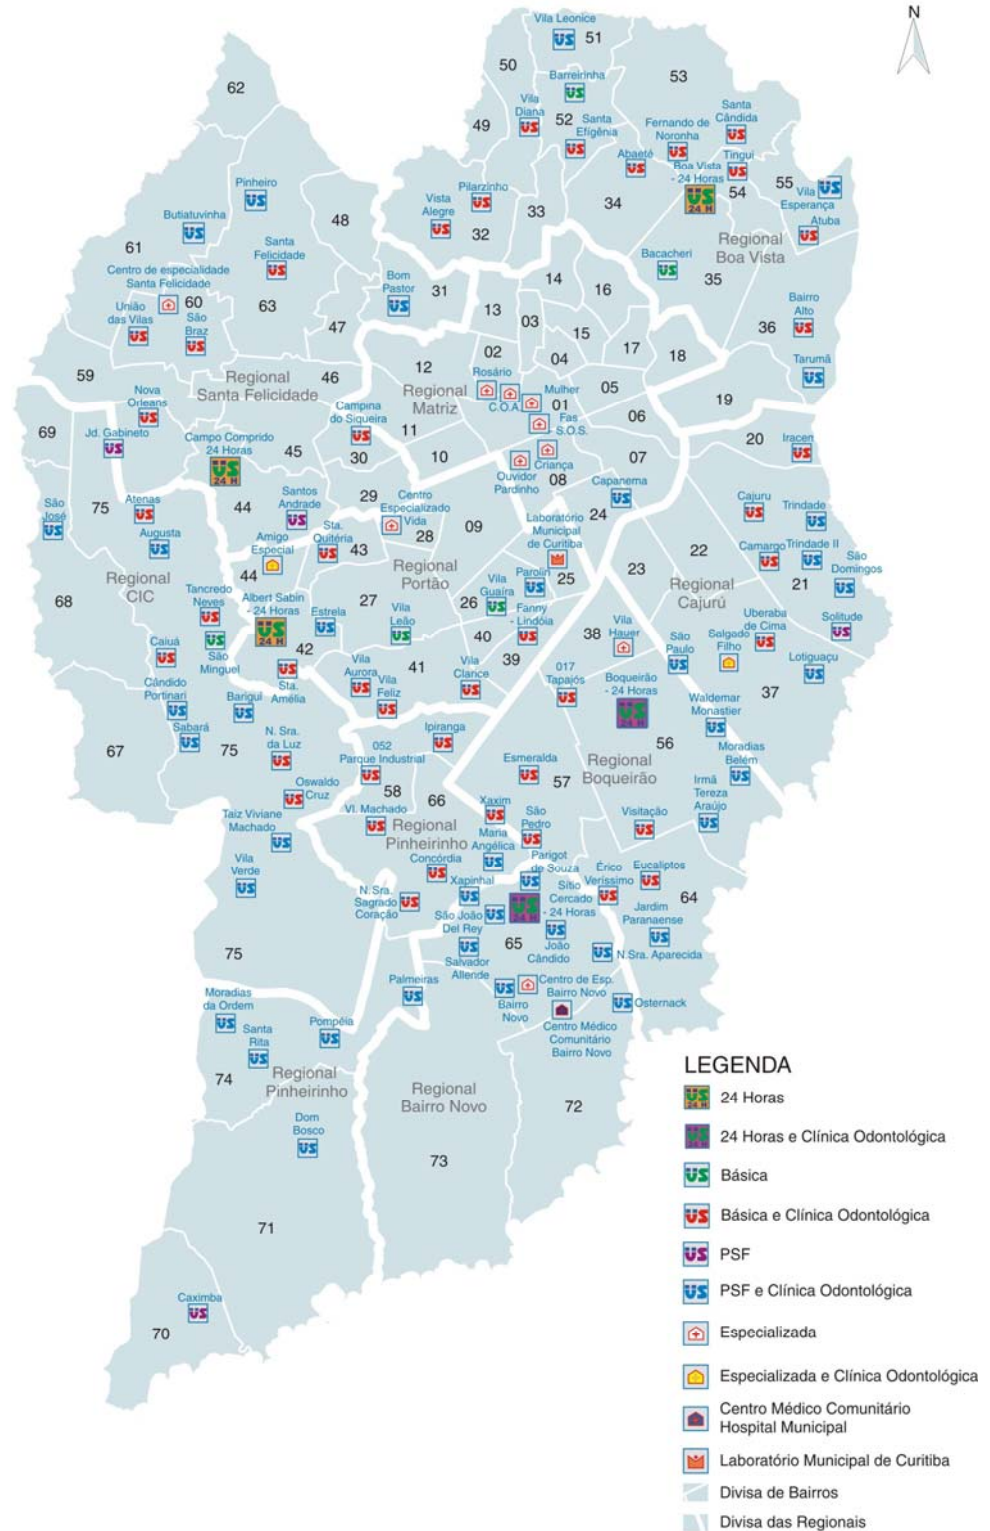 N
Vila Leonice
51
50
Barreirinha
53
62
Vila
Diana
49
52
Santa
Efigênia
Fernando de
Noronha
Santa
Cândida
Abaeté
Tingui
Boa Vista
- 24 Horas
54
55
Vila
Esperança
Atuba
Regional
Boa Vista
Pinheiro
Butiatuvinha
48
Pilarzinho
Vista
Alegre
32
33
34
61
Santa
Felicidade
Centro de especialidade
Santa Felicidade
60
União
das Vilas
São
Braz
63
47
Bom
Pastor
31
Bacacheri
35
14
16
13
03
15
Bairro
Alto
36
17
18
02
04
12
Tarumã
59
Regional
Santa Felicidade
46
Regional
Matriz
Rosário
C.O.A.
Mulher
01
05
Fas
- S.O.S.
06
19
Nova
Orleans
69
Jd. Gabineto
Campo Comprido
24 Horas
45
Campina
do Siqueira
11
30
10
Ouvidor
Pardinho
Criança
08
07
20
Iracen
75
São
José
Atenas
Augusta
44
Santos
Andrade
29
Centro
Especializado
Vida
28
09
Capanema
24
Laboratório
Municipal
de Curitiba
Cajuru
Trindade
22
Amigo
Especial
Sta.
Quitéria
43
Regional
Portão
Parolin
25
Camargo
Trindade II
São
Domingos
21
23
Regional
Cajurú
Regional
CIC
44
68
Tancredo
Neves
Albert Sabin
- 24 Horas
Estrela
27
Vila
Leão
26
Vila
Guaíra
Fanny
- Lindóia
38
Vila
Hauer
São
Paulo
Salgado
Filho
Uberaba
de Cima
Solitude
Caiuá
São
Minguel
42
Sta.
Amélia
40
39
41
Vila
Aurora
Vila
Feliz
Vila
Clarice
017
Tapajós
Boqueirão
- 24 Horas
Lotiguaçu
37
Cândido
Portinari
Barigui
Sabará
67
75
N. Sra.
da Luz
Ipiranga
052
Parque Industrial
58
Waldemar
Monastier
56
Moradias
Belém
Regional
Boqueirão
Esmeralda
57
Oswaldo
Cruz
Vl. Machado
66
Regional
Pinheirinho
Xaxim
São
Pedro
Irmã
Tereza
Araújo
Visitação
Taiz Viviane
Machado
Maria
Angélica
Vila
Verde
Concórdia
Parigot
de Souza
Xapinhal
Sítio
Cercado
- 24 Horas
Érico
Veríssimo
Eucaliptos
64
N. Sra.
Sagrado
Coração
São João
Del Rey
Jardim
Paranaense
75
65
João
Cândido
N.Sra. Aparecida
Salvador
Allende
Palmeiras
Bairro
Novo
Centro de Esp.
Bairro Novo
Osternack
Centro Médico
Comunitário
Bairro Novo
Moradias
da Ordem
Santa
Rita
Pompéia
74
Regional
Pinheirinho
Regional
Bairro Novo
72
Dom
Bosco
73
71
Caximba
70
LEGENDA
24 Horas
24 Horas e Clínica Odontológica
Básica
Básica e Clínica Odontológica
PSF
PSF e Clínica Odontológica
Especializada
Especializada e Clínica Odontológica
Centro Médico Comunitário
Hospital Municipal
Laboratório Municipal de Curitiba
Divisa de Bairros
Divisa das Regionais